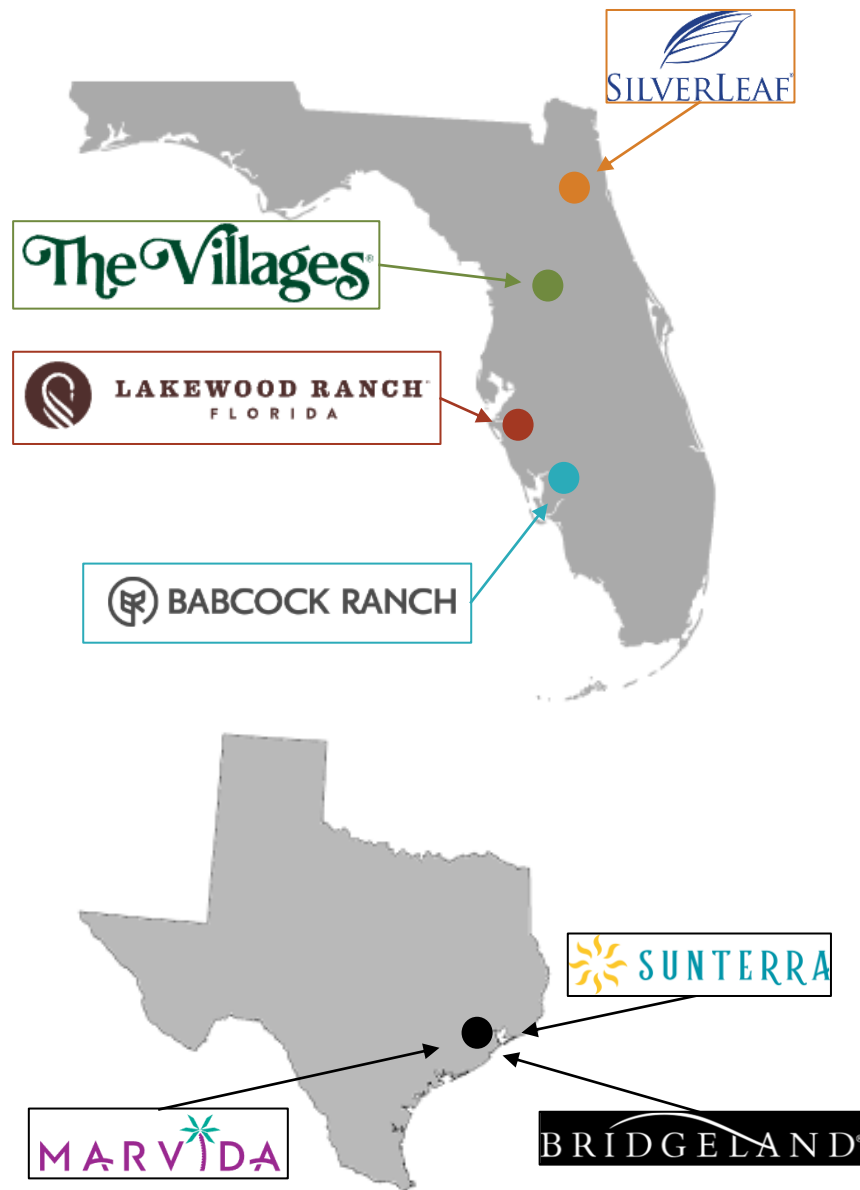 SILVERLEAF®
The Villages®
LAKEWOOD RANCH
FLORIDA
BABCOCK RANCH
SUNTERRA
MARVIDA
BRIDGELAND®